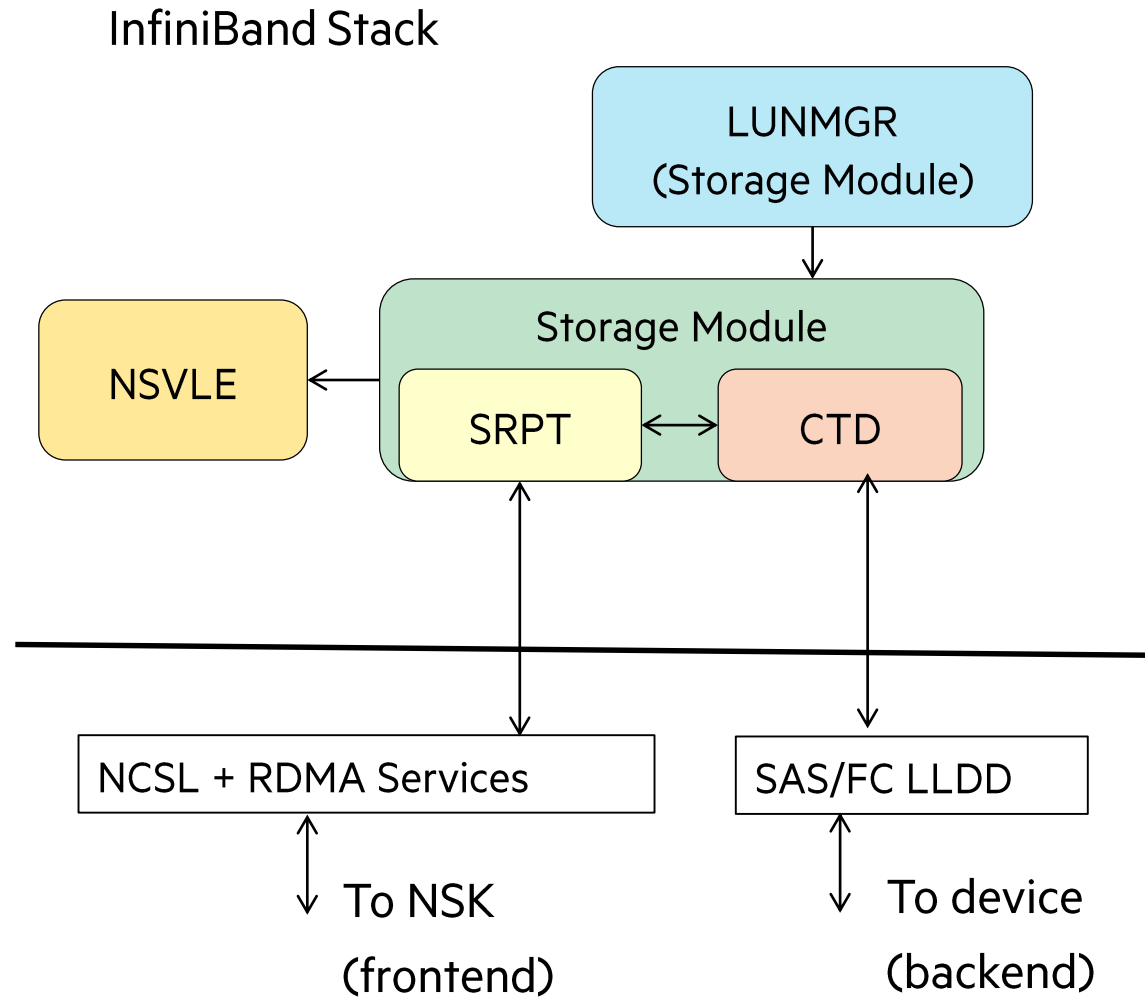 InfiniBand Stack
LUNMGR
(Storage Module)
Storage Module
NSVLE
SRPT
CTD
NCSL + RDMA Services
SAS/FC LLDD
To NSK
(frontend)
To device
(backend)